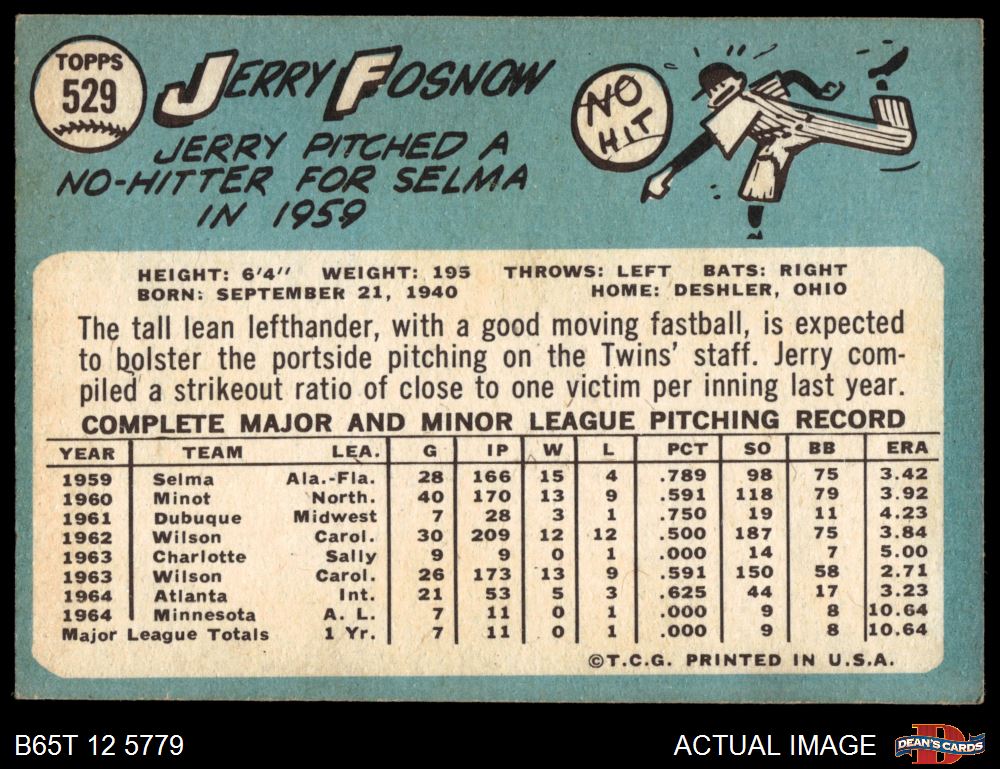 TOPPS
529
JERRY FOSNOW
JERRY PITCHED A
NO-HITTER FOR SELMA
IN 1959
NO
HIT
HEIGHT: 6'4" WEIGHT: 195 THROWS: LEFT BATS: RIGHT
BORN: SEPTEMBER 21, 1940 HOME: DESHLER, OHIO
The tall lean lefthander, with a good moving fastball, is expected
to bolster the portside pitching on the Twins' staff. Jerry com-
piled a strikeout ratio of close to one victim per inning last year.
COMPLETE MAJOR AND MINOR LEAGUE PITCHING RECORD
YEAR TEAM LEA. G IP W L PCT SO BB ERA
1959 Selma Ala.-Fla. 28 166 15 4 .789 98 75 3.42
1960 Minot North. 40 170 13 9 .591 118 79 3.92
1961 Dubuque Midwest 7 28 3 1 .750 19 11 4.23
1962 Wilson Carol. 30 209 12 12 .500 187 75 3.84
1963 Charlotte Sally 9 9 0 1 .000 14 7 5.00
1963 Wilson Carol. 26 173 13 9 .591 150 58 2.71
1964 Atlanta Int. 21 53 5 3 .625 44 17 3.23
1964 Minnesota A. L. 7 11 0 1 .000 9 8 10.64
Major League Totals 1 Yr. 7 11 0 1 .000 9 8 10.64
©T.C.G. PRINTED IN U.S.A.
B65T 12 5779
ACTUAL IMAGE
D
DEAN'S CARDS